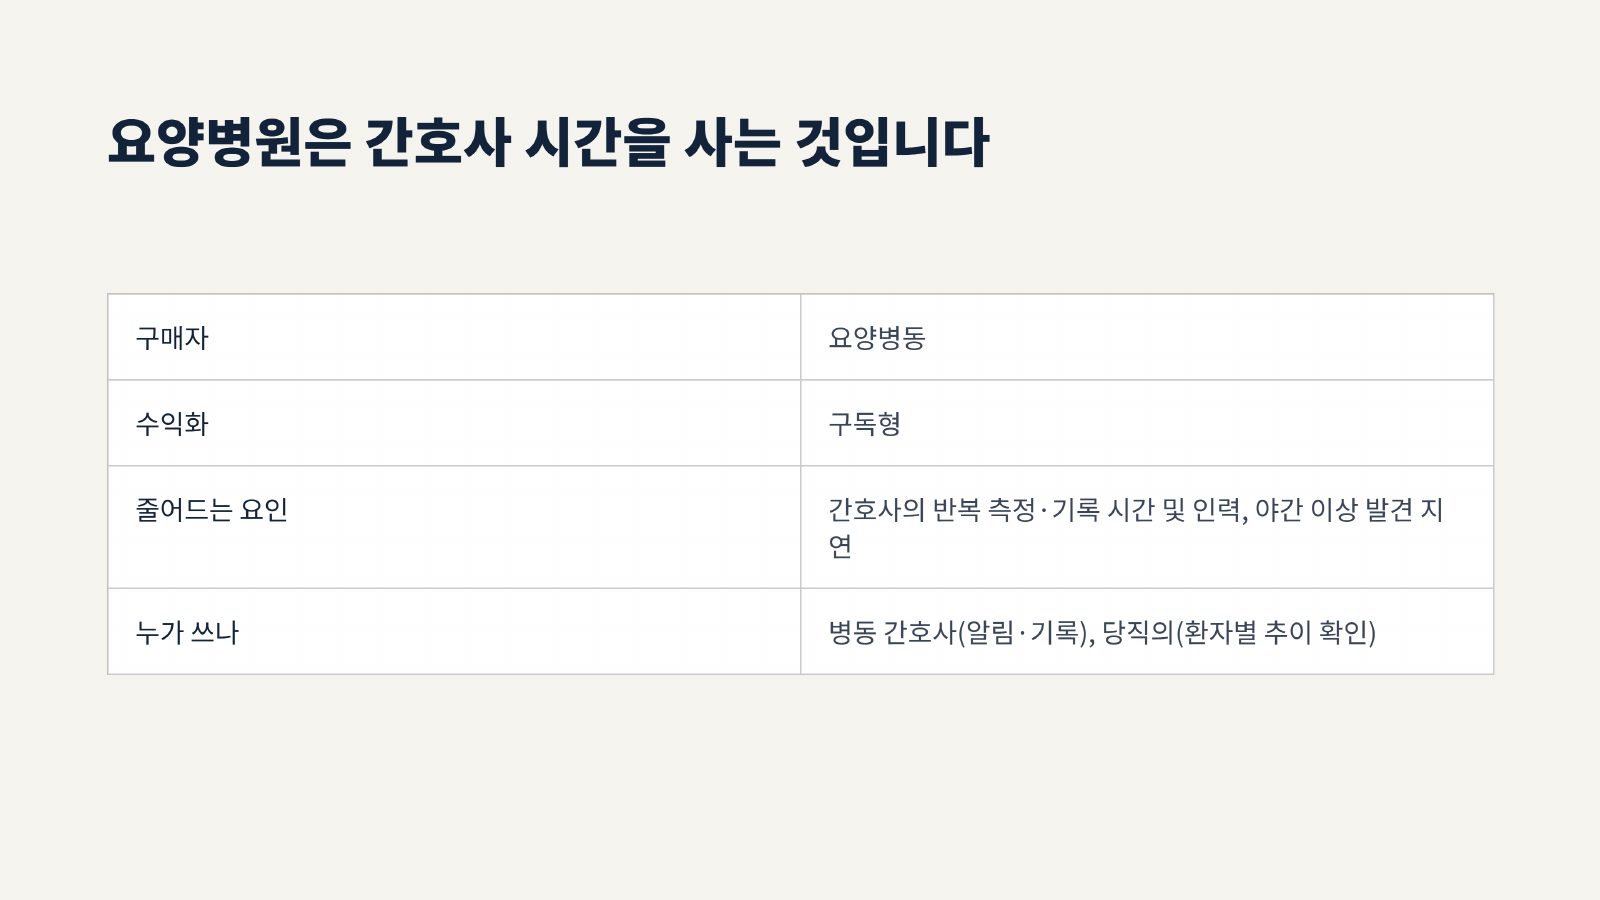 요양병원은 간호사 시간을 사는 것입니다
구매자
요양병동
수익화
구독형
줄어드는 요인
간호사의 반복 측정·기록 시간 및 인력, 야간 이상 발견 지
연
누가 쓰나
병동 간호사(알림·기록), 당직의(환자별 추이 확인)